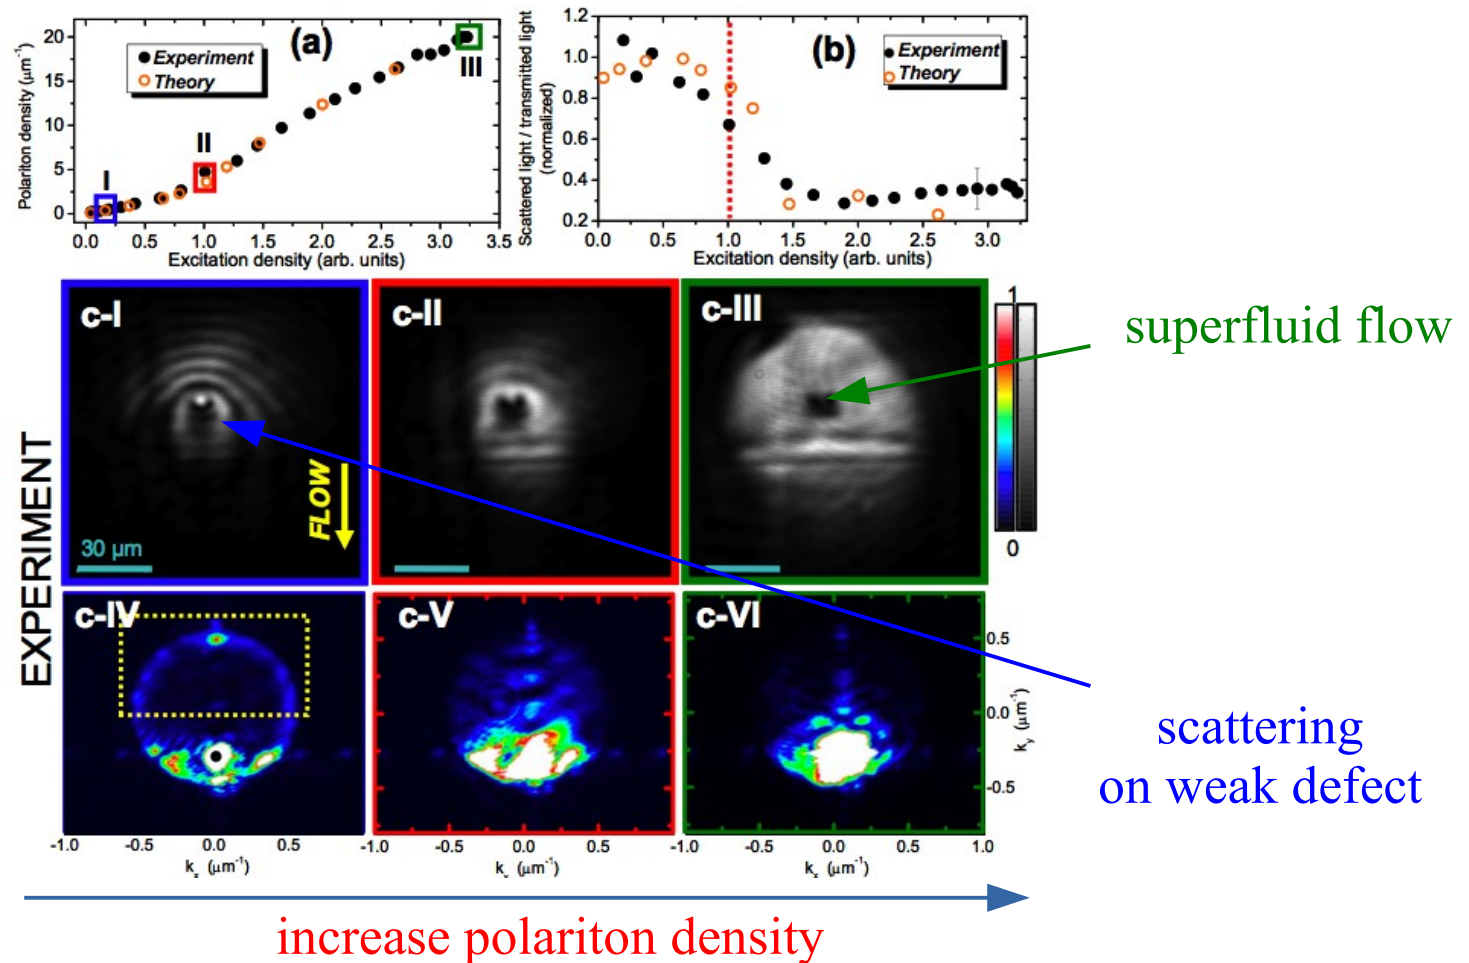 Polariton density (μm⁻¹)
20
15
10
5
0
(a)
Experiment
Theory
I
II
III
0.0 0.5 1.0 1.5 2.0 2.5 3.0 3.5
Excitation density (arb. units)
Scattered light / transmitted light
(normalized)
1.2
1.0
0.8
0.6
0.4
0.2
(b)
Experiment
Theory
0.0 0.5 1.0 1.5 2.0 2.5 3.0
Excitation density (arb. units)
EXPERIMENT
c-I
FLOW
30 μm
c-II
c-III
1
0
superfluid flow
c-IV
c-V
c-VI
0.5
0.0
-0.5
k_y (μm⁻¹)
-1.0 -0.5 0.0 0.5
k_x (μm⁻¹)
-1.0 -0.5 0.0 0.5
k_x (μm⁻¹)
-1.0 -0.5 0.0 0.5 1.0
k_x (μm⁻¹)
scattering
on weak defect
increase polariton density